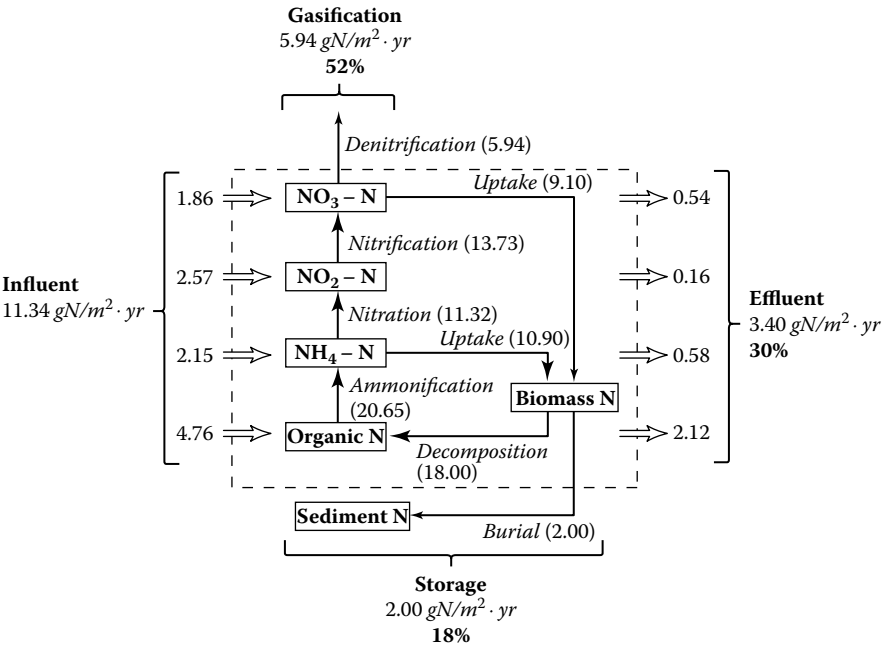 Gasification
5.94 gN/m² · yr
52%
Denitrification (5.94)
Uptake (9.10)
1.86
NO₃ – N
0.54
Nitrification (13.73)
Influent
11.34 gN/m² · yr
2.57
NO₂ – N
0.16
Effluent
3.40 gN/m² · yr
30%
Nitration (11.32)
Uptake (10.90)
2.15
NH₄ – N
0.58
Ammonification
(20.65)
Biomass N
4.76
Organic N
2.12
Decomposition
(18.00)
Sediment N
Burial (2.00)
Storage
2.00 gN/m² · yr
18%